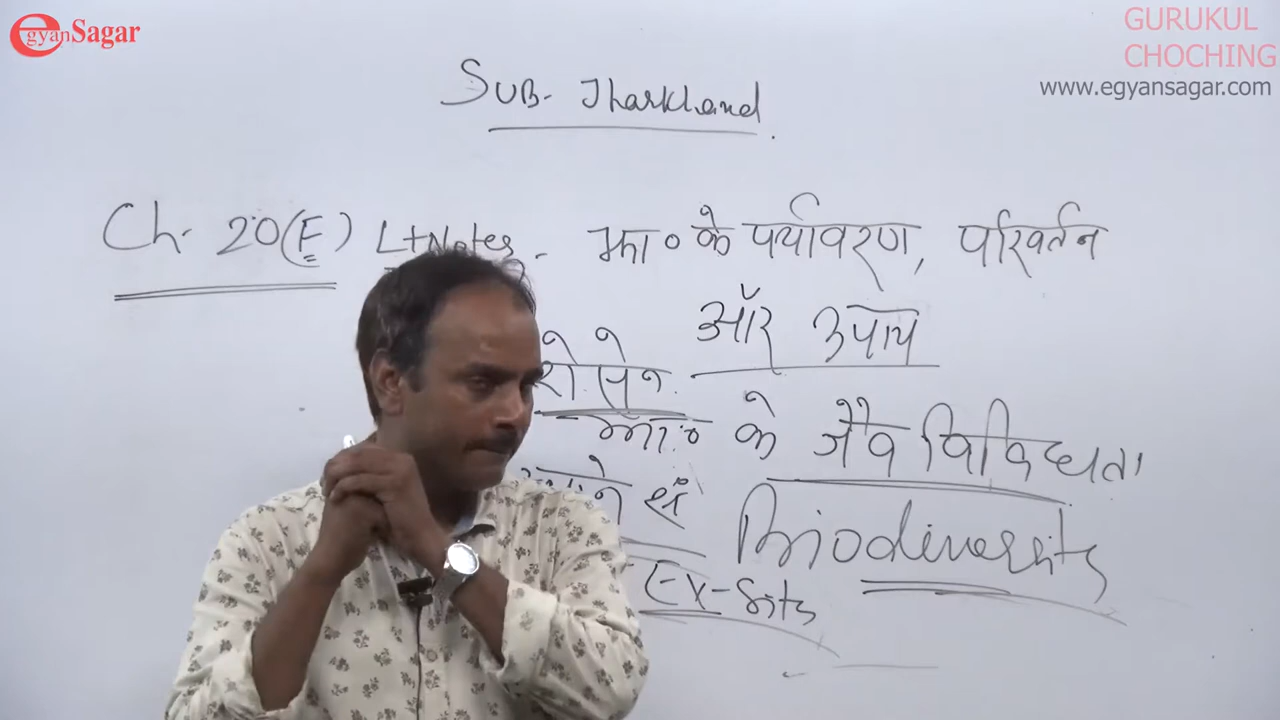 egyanSagar
GURUKUL
CHOCHING
www.egyansagar.com
SUB- Jharkhand
Ch- 20(E) L+Notes - झा० के पर्यावरण, परिवर्तन
और उपाय
झा० के जैव विविधता
Biodiversity
Ex-Situ